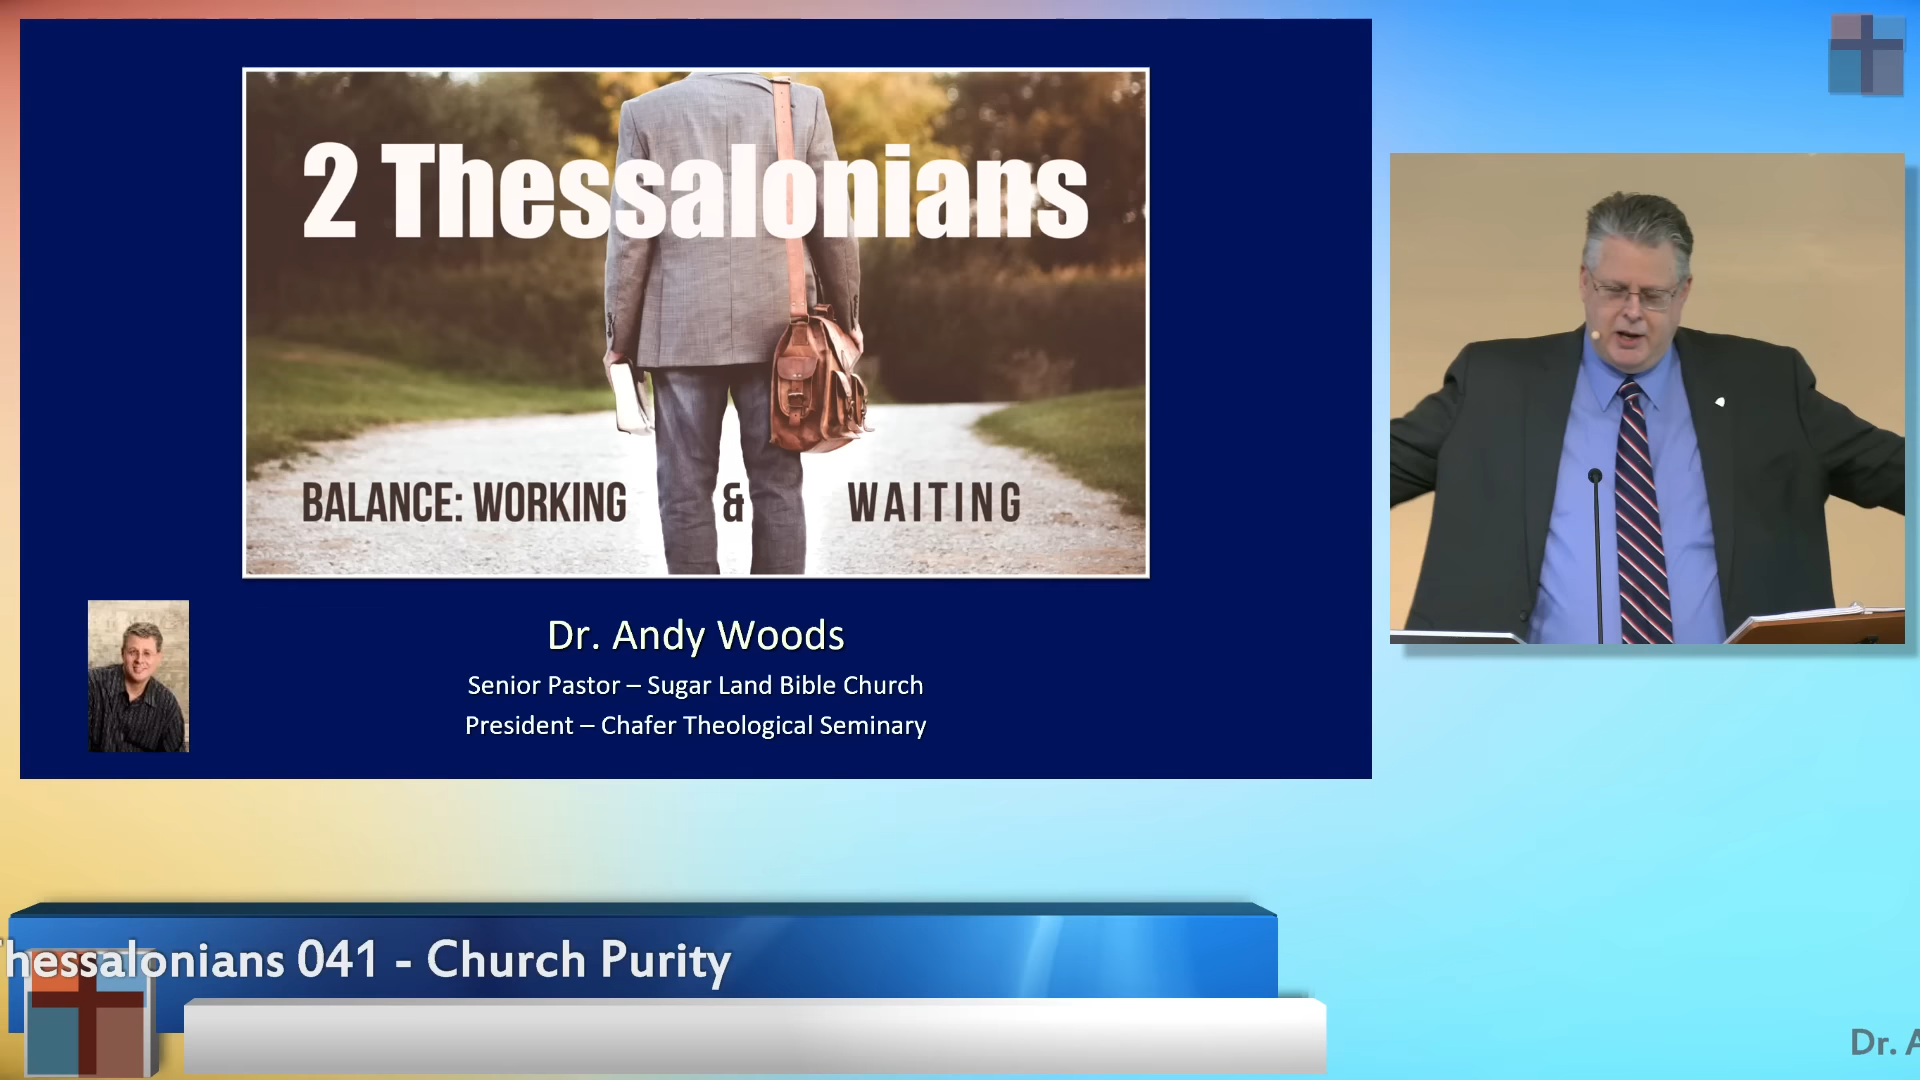 2 Thessalonians
BALANCE: WORKING & WAITING
Dr. Andy Woods
Senior Pastor – Sugar Land Bible Church
President – Chafer Theological Seminary
hessalonians 041 - Church Purity
Dr.